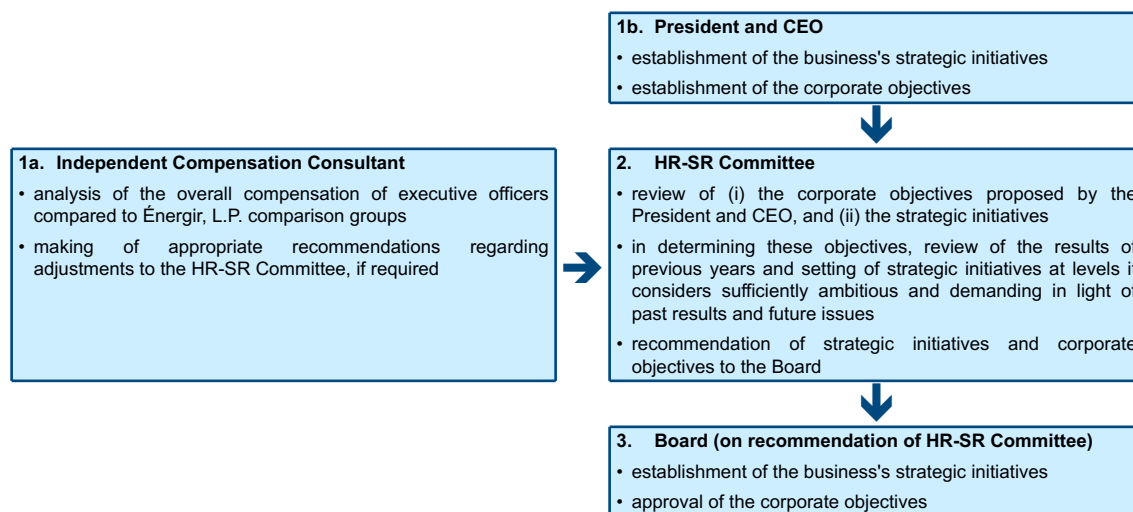 1b. President and CEO
• establishment of the business's strategic initiatives
• establishment of the corporate objectives
1a. Independent Compensation Consultant
• analysis of the overall compensation of executive officers
compared to Énergir, L.P. comparison groups
• making of appropriate recommendations regarding
adjustments to the HR-SR Committee, if required
2. HR-SR Committee
• review of (i) the corporate objectives proposed by the
President and CEO, and (ii) the strategic initiatives
• in determining these objectives, review of the results of
previous years and setting of strategic initiatives at levels it
considers sufficiently ambitious and demanding in light of
past results and future issues
• recommendation of strategic initiatives and corporate
objectives to the Board
3. Board (on recommendation of HR-SR Committee)
• establishment of the business's strategic initiatives
• approval of the corporate objectives